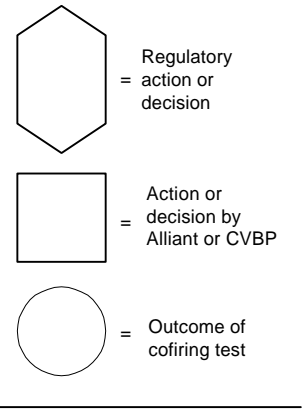 Regulatory
= action or
decision
Action or
= decision by
Alliant or CVBP
= Outcome of
cofiring test